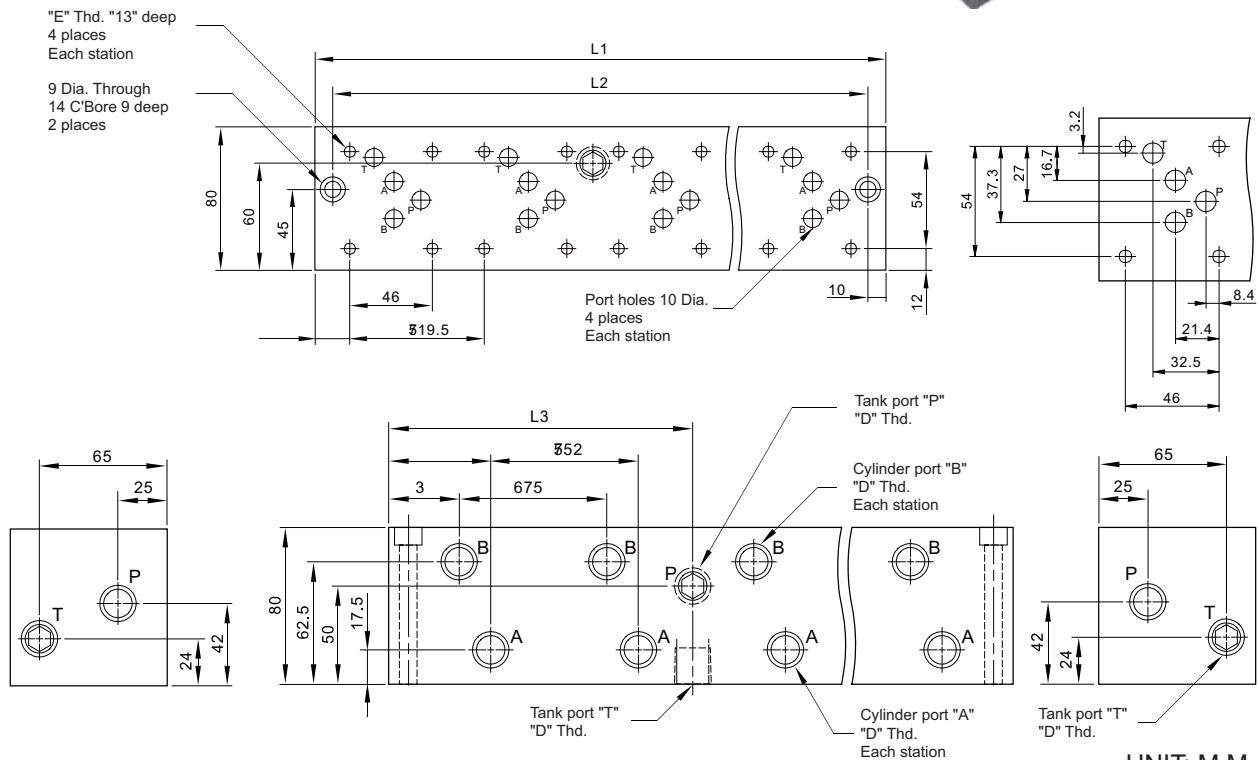 "E" Thd. "13" deep
4 places
Each station
9 Dia. Through
14 C'Bore 9 deep
2 places
L1
L2
80
60
45
T
T
T
T
A
A
A
A
P
P
P
P
B
B
B
B
54
12
10
46
Port holes 10 Dia.
4 places
Each station
3.2
16.7
27
37.3
54
T
A
P
B
8.4
21.4
32.5
46
65
25
P
T
24
42
L3
3
675
80
62.5
50
17.5
B
B
P
B
B
A
A
A
A
Tank port "P"
"D" Thd.
Cylinder port "B"
"D" Thd.
Each station
Tank port "T"
"D" Thd.
Cylinder port "A"
"D" Thd.
Each station
65
25
P
T
42
24
Tank port "T"
"D" Thd.